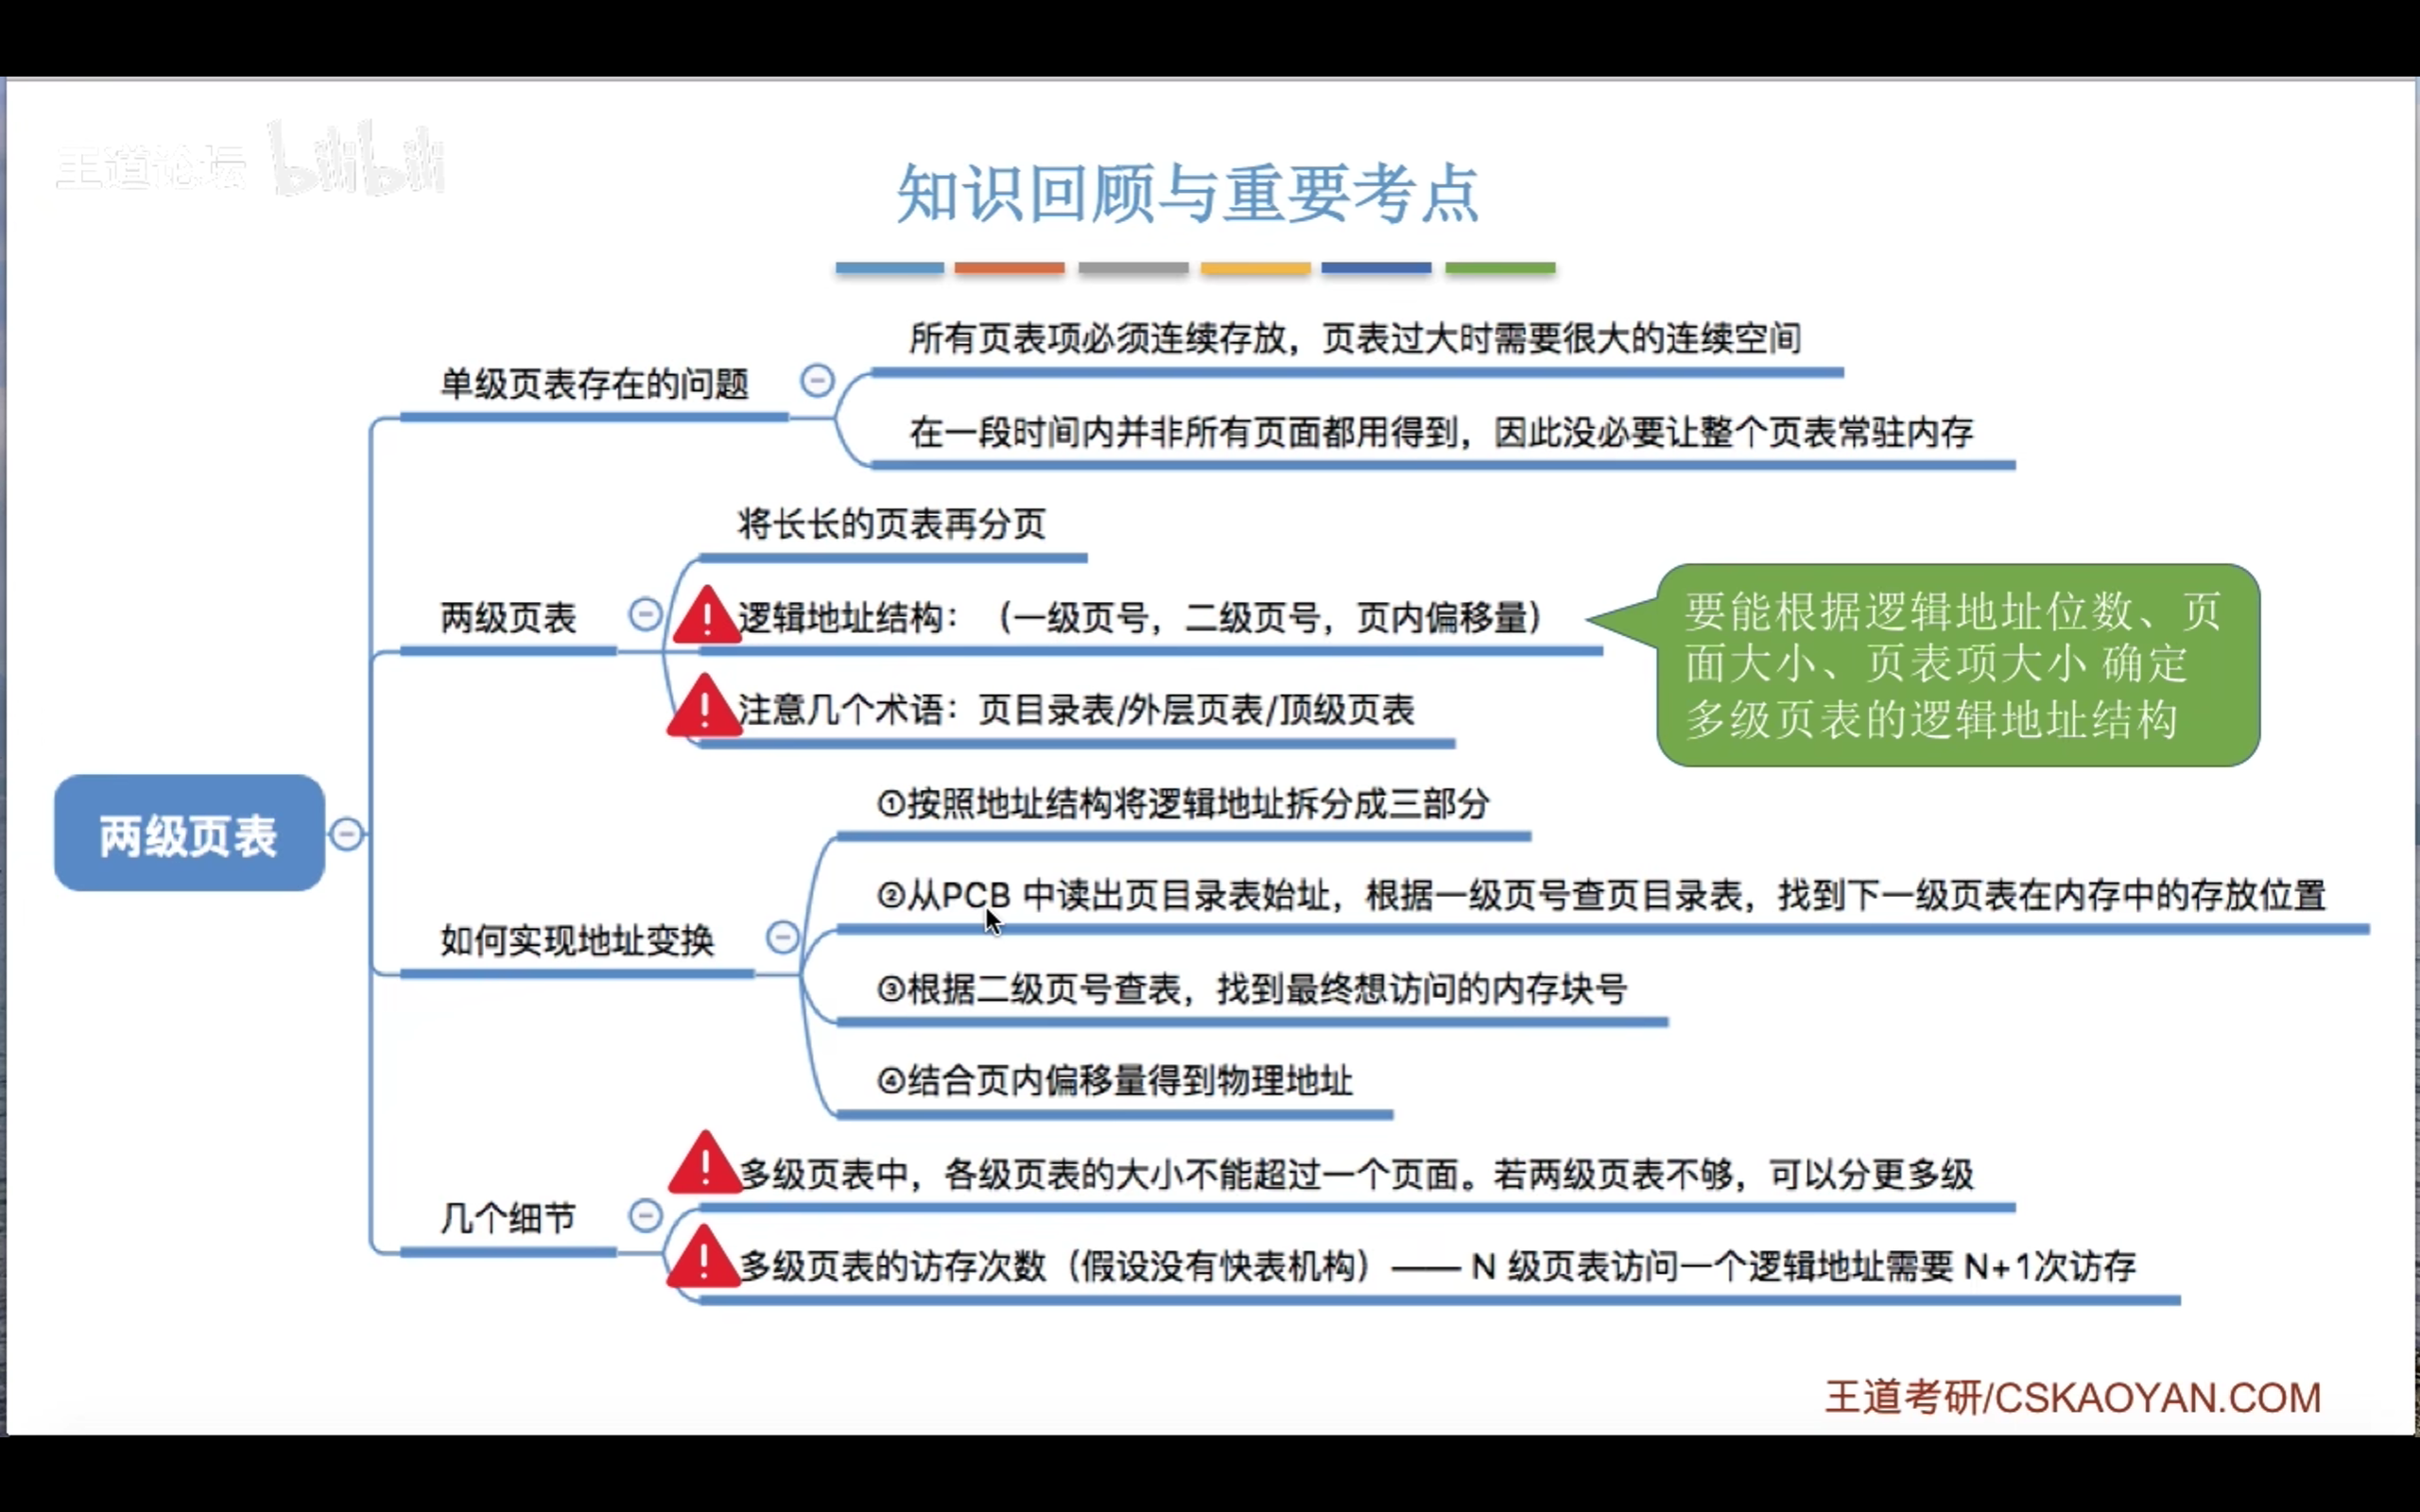 王道论坛 bilibili
知识回顾与重要考点
所有页表项必须连续存放，页表过大时需要很大的连续空间
单级页表存在的问题
在一段时间内并非所有页面都用得到，因此没必要让整个页表常驻内存
将长长的页表再分页
两级页表
逻辑地址结构：（一级页号，二级页号，页内偏移量）
要能根据逻辑地址位数、页
面大小、页表项大小 确定
多级页表的逻辑地址结构
注意几个术语：页目录表/外层页表/顶级页表
两级页表
①按照地址结构将逻辑地址拆分成三部分
②从PCB 中读出页目录表始址，根据一级页号查页目录表，找到下一级页表在内存中的存放位置
如何实现地址变换
③根据二级页号查表，找到最终想访问的内存块号
④结合页内偏移量得到物理地址
多级页表中，各级页表的大小不能超过一个页面。若两级页表不够，可以分更多级
几个细节
多级页表的访存次数（假设没有快表机构）—— N 级页表访问一个逻辑地址需要 N+1次访存
王道考研/CSKAOYAN.COM